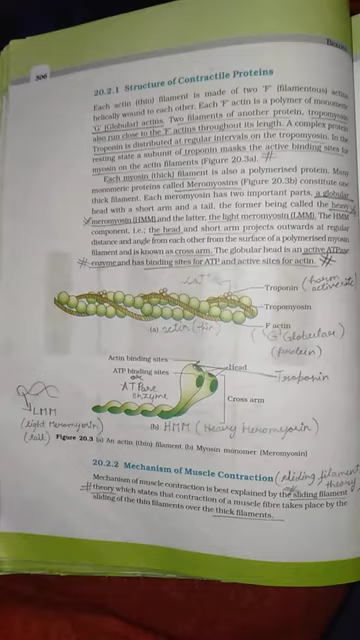 306
20.2.1 Structure of Contractile Proteins
Each actin (thin) filament is made of two 'F' (filamentous) actins
helically wound to each other. Each 'F' actin is a polymer of monomeric
'G' (Globular) actins. Two filaments of another protein, tropomyosin
also run close to the 'F' actins throughout its length. A complex protein
Troponin is distributed at regular intervals on the tropomyosin. In the
resting state a subunit of troponin masks the active binding sites for
myosin on the actin filaments (Figure 20.3a).
Each myosin (thick) filament is also a polymerised protein. Many
monomeric proteins called Meromyosins (Figure 20.3b) constitute one
thick filament. Each meromyosin has two important parts, a globular
head with a short arm and a tail, the former being called the heavy
meromyosin (HMM) and the latter, the light meromyosin (LMM). The HMM
component, i.e.; the head and short arm projects outwards at regular
distance and angle from each other from the surface of a polymerised myosin
filament and is known as cross arm. The globular head is an active ATPase
enzyme and has binding sites for ATP and active sites for actin.
Troponin
Tropomyosin
F actin
(a) actin (
('G' Globular)
(protein)
Actin binding sites
Head
ATP binding sites
Troponin
or
ATPase
enzyme
Cross arm
LMM
(light Meromyosin)
(tail)
(b) HMM (Heavy Meromyosin)
Figure 20.3 (a) An actin (thin) filament (b) Myosin monomer (Meromyosin)
20.2.2 Mechanism of Muscle Contraction (sliding filament theory
Mechanism of muscle contraction is best explained by the sliding filament
theory which states that contraction of a muscle fibre takes place by the
sliding of the thin filaments over the thick filaments.